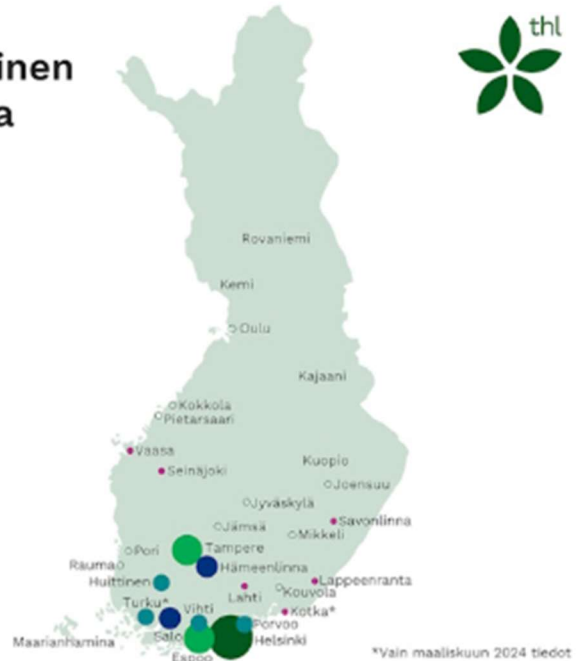 inen
a
thl
Rovaniemi
Kemi
Oulu
Kajaani
Kokkola
Pietarsaari
Vaasa
Seinäjoki
Kuopio
Joensuu
Jyväskylä
Savonlinna
Jämsä
Mikkeli
Pori
Tampere
Rauma
Hämeenlinna
Huittinen
Lappeenranta
Lahti
Kouvola
Turku*
Vihti
Kotka*
Porvoo
Salo
Maarianhamina
Helsinki
Espoo
*Vain maaliskuun 2024 tiedot